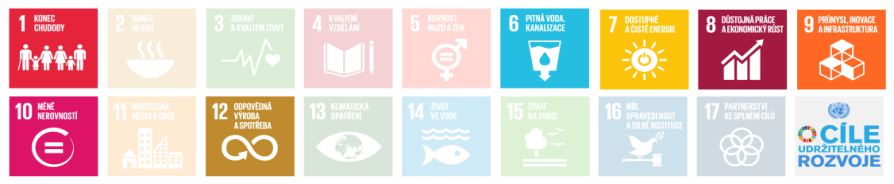 1 KONEC
CHUDOBY
2 KONEC
HLADU
3 ZDRAVÍ
A KVALITNÍ ŽIVOT
4 KVALITNÍ
VZDĚLÁNÍ
5 ROVNOST
MUŽŮ A ŽEN
6 PITNÁ VODA,
KANALIZACE
7 DOSTUPNÉ
A ČISTÉ ENERGIE
8 DŮSTOJNÁ PRÁCE
A EKONOMICKÝ RŮST
9 PRŮMYSL, INOVACE
A INFRASTRUKTURA
10 MÉNĚ
NEROVNOSTÍ
11 UDRŽITELNÁ
MĚSTA A OBCE
12 ODPOVĚDNÁ
VÝROBA
A SPOTŘEBA
13 KLIMATICKÁ
OPATŘENÍ
14 ŽIVOT
VE VODĚ
15 ŽIVOT
NA SOUŠI
16 MÍR,
SPRAVEDLNOST
A SILNÉ INSTITUCE
17 PARTNERSTVÍ
KE SPLNĚNÍ CÍLŮ
CÍLE
UDRŽITELNÉHO
ROZVOJE